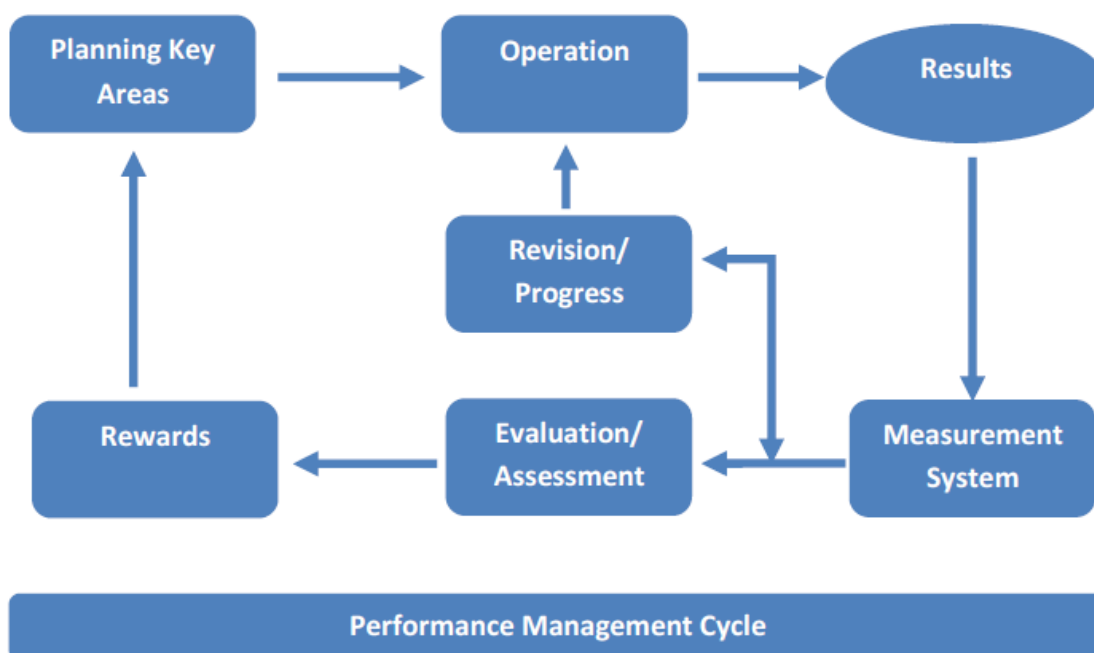 Planning Key
Areas
Operation
Results
Revision/
Progress
Rewards
Evaluation/
Assessment
Measurement
System
Performance Management Cycle